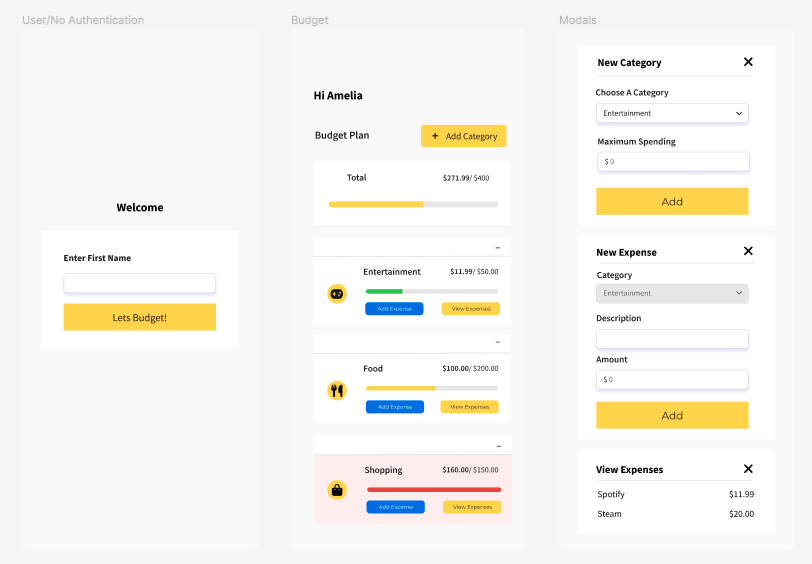 User/No Authentication
Welcome
Enter First Name
Lets Budget!
Budget
Hi Amelia
Budget Plan
+ Add Category
Total $271.99/ $400
–
Entertainment $11.99/ $50.00
Add Expense View Expenses
–
Food $100.00/ $200.00
Add Expense View Expenses
–
Shopping $160.00/ $150.00
Add Expense View Expenses
Modals
New Category
Choose A Category
Entertainment
Maximum Spending
$ 0
Add
New Expense
Category
Entertainment
Description
Amount
$ 0
Add
View Expenses
Spotify $11.99
Steam $20.00